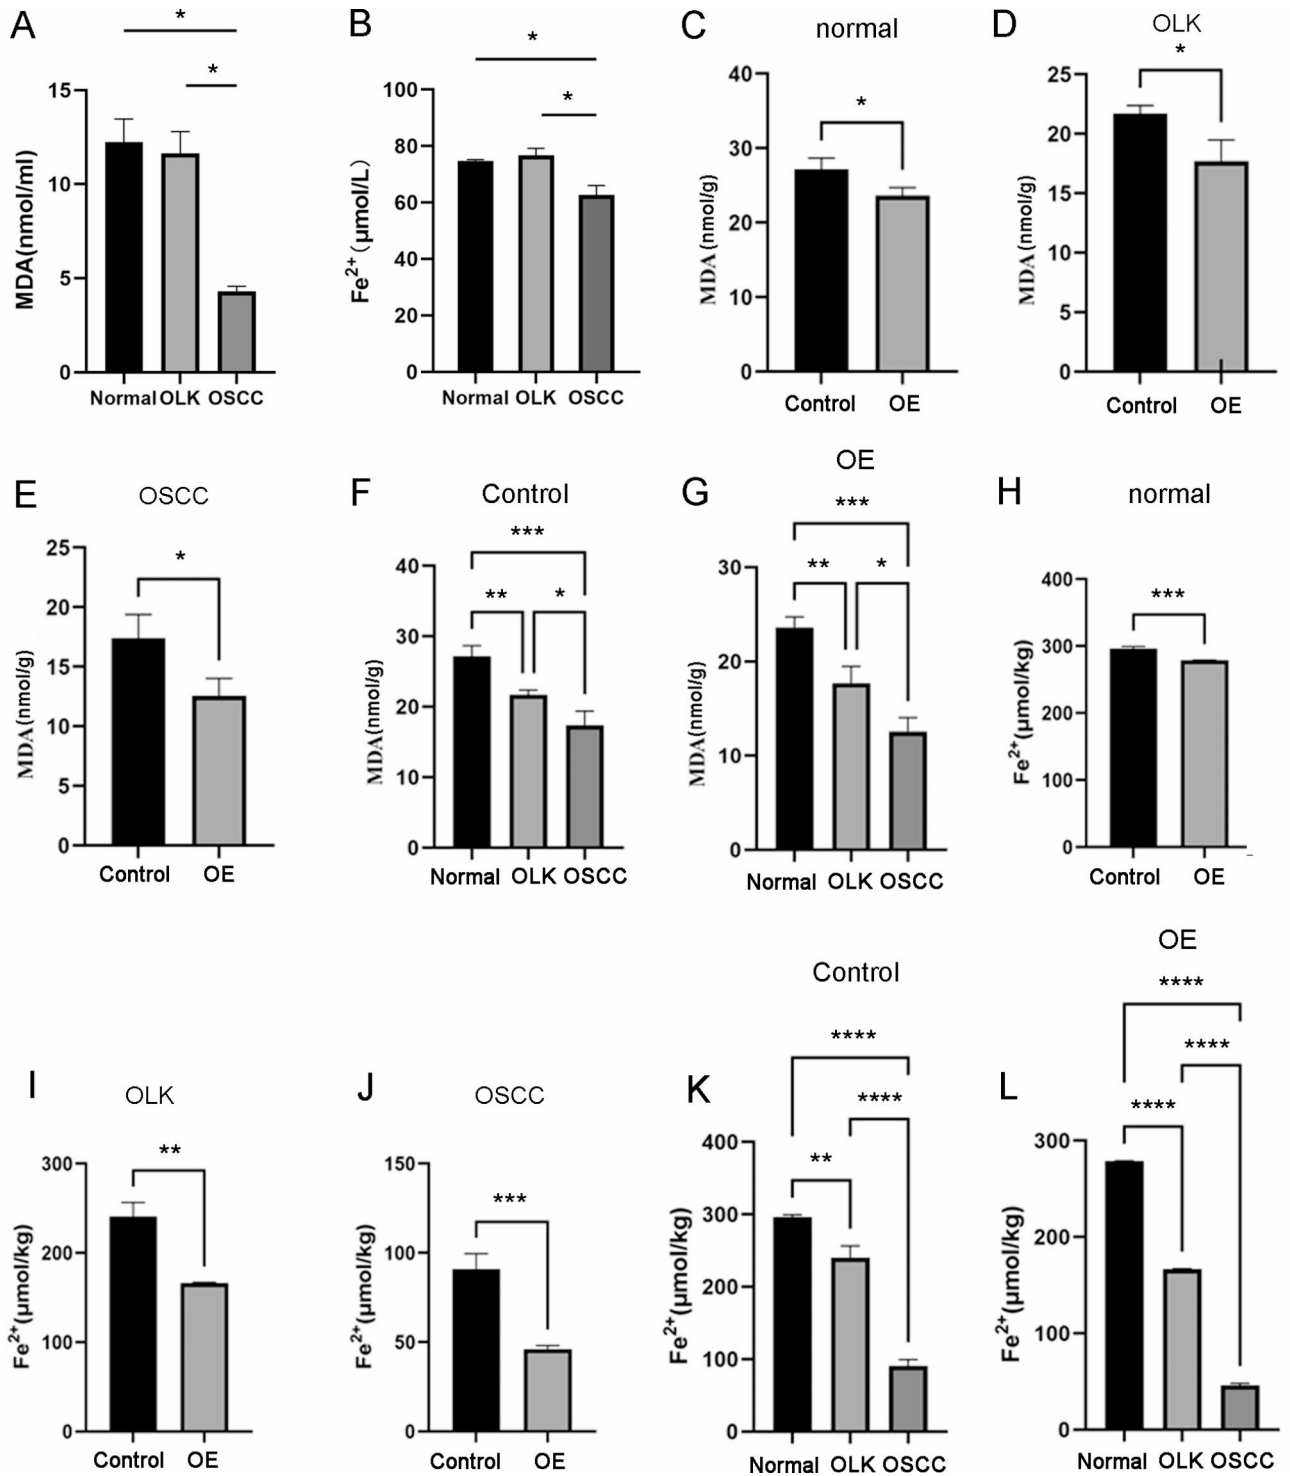 A
*
*
MDA(nmol/ml)
15
10
5
0
Normal OLK OSCC
B
*
*
Fe2+ (μmol/L)
100
80
60
40
20
0
Normal OLK OSCC
C
normal
*
MDA(nmol/g)
40
30
20
10
0
Control OE
D
OLK
*
MDA(nmol/g)
25
20
15
10
5
0
Control OE
E
OSCC
*
MDA(nmol/g)
25
20
15
10
5
0
Control OE
F
Control
***
** *
MDA(nmol/g)
40
30
20
10
0
Normal OLK OSCC
G
OE
***
** *
MDA(nmol/g)
30
20
10
0
Normal OLK OSCC
H
normal
***
Fe2+(μmol/kg)
400
300
200
100
0
Control OE
I
OLK
**
Fe2+(μmol/kg)
300
200
100
0
Control OE
J
OSCC
***
Fe2+(μmol/kg)
150
100
50
0
Control OE
K
Control
****
****
**
Fe2+(μmol/kg)
400
300
200
100
0
Normal OLK OSCC
L
OE
****
****
****
Fe2+(μmol/kg)
300
200
100
0
Normal OLK OSCC